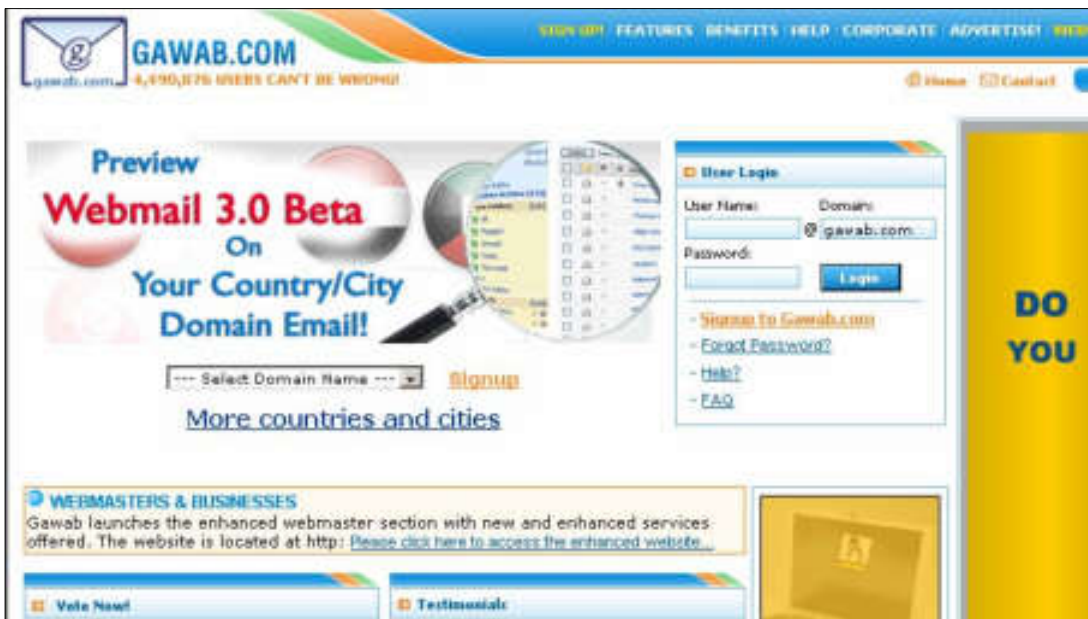 SIGN UP! FEATURES BENEFITS HELP CORPORATE ADVERTISE!
gawab.com
GAWAB.COM
4,490,876 USERS CAN'T BE WRONG!
Home Contact
Preview
Webmail 3.0 Beta
On
Your Country/City
Domain Email!
--- Select Domain Name --- Signup
More countries and cities
User Login
User Name: Domain:
@ gawab.com
Password:
Login
- Signup to Gawab.com
- Forgot Password?
- Help?
- FAQ
DO
YOU
WEBMASTERS & BUSINESSES
Gawab launches the enhanced webmaster section with new and enhanced services
offered. The website is located at http: Please click here to access the enhanced website...
Vote Now!
Testimonials